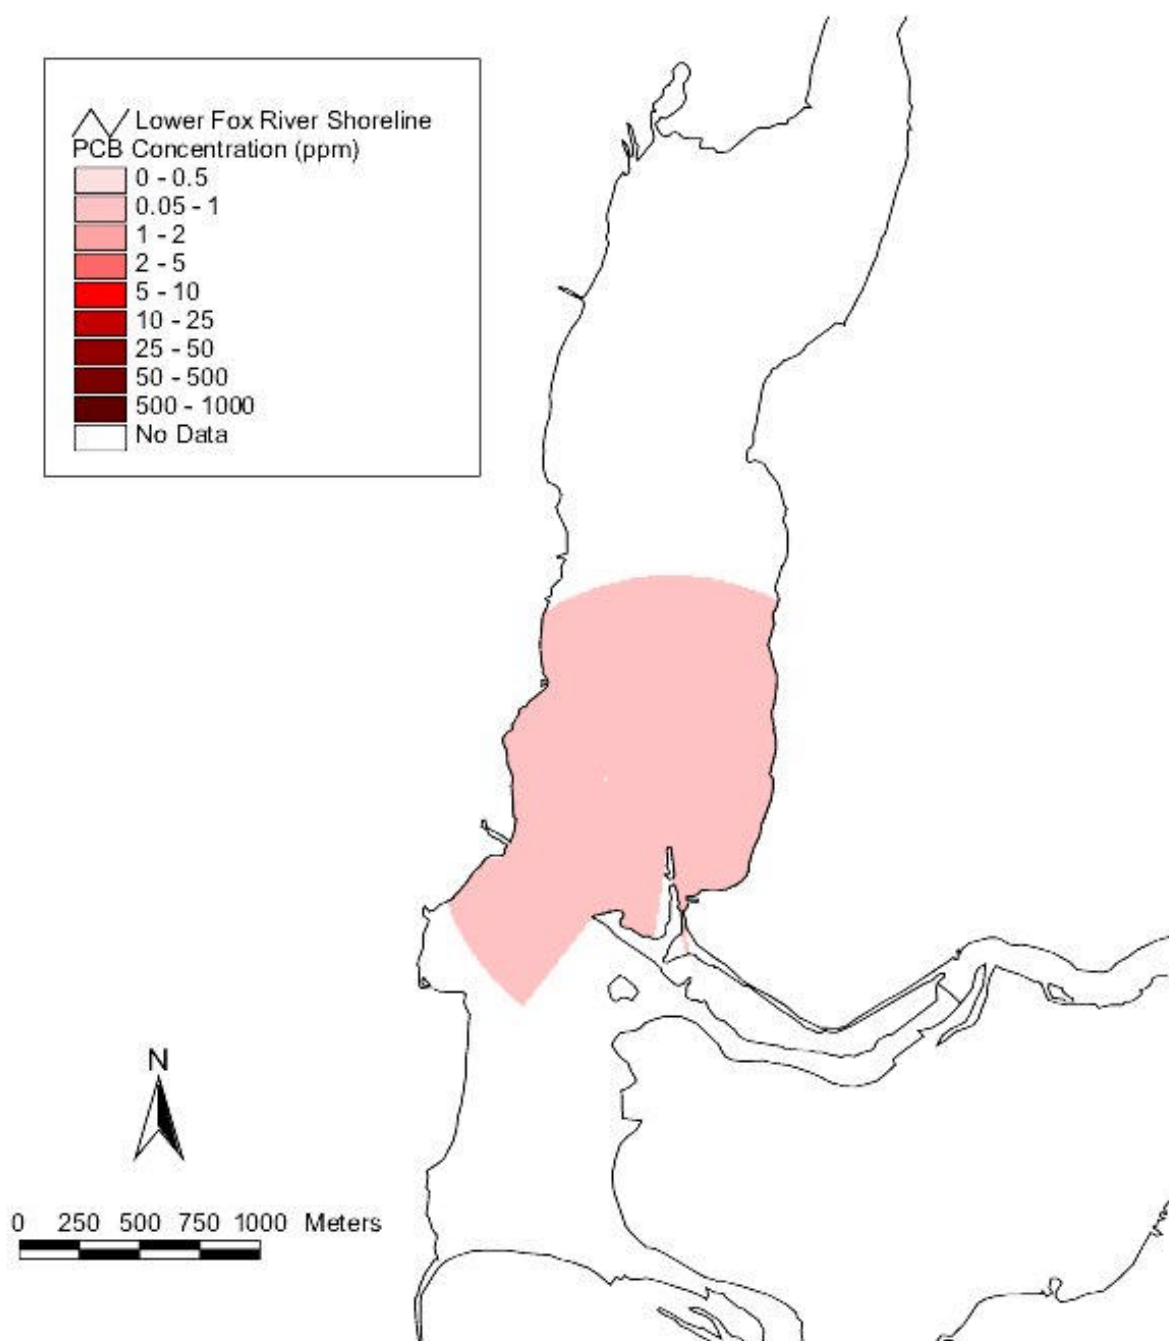 Lower Fox River Shoreline
PCB Concentration (ppm)
0 - 0.5
0.05 - 1
1 - 2
2 - 5
5 - 10
10 - 25
25 - 50
50 - 500
500 - 1000
No Data
N
0 250 500 750 1000 Meters